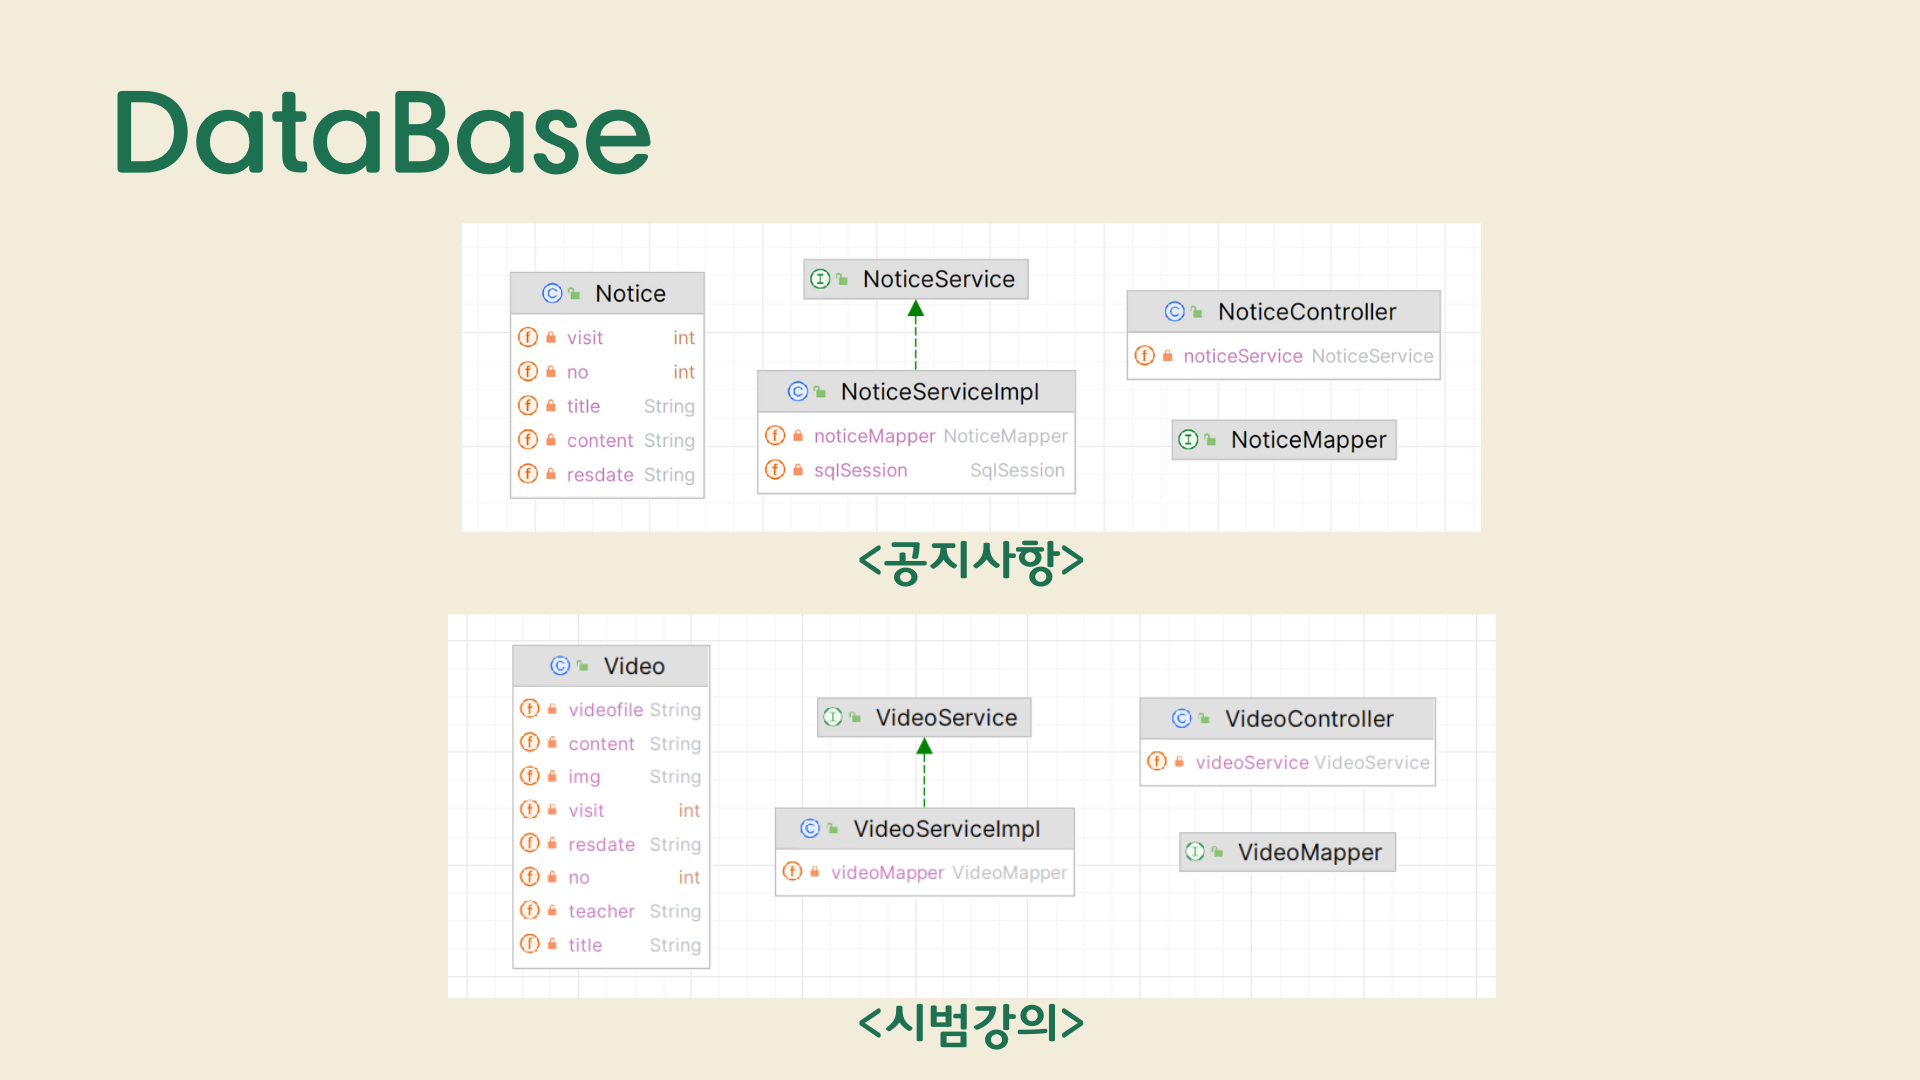 DataBase
Notice
visit int
no int
title String
content String
resdate String
NoticeService
NoticeServiceImpl
noticeMapper NoticeMapper
sqlSession SqlSession
NoticeController
noticeService NoticeService
NoticeMapper
<공지사항>
Video
videofile String
content String
img String
visit int
resdate String
no int
teacher String
title String
VideoService
VideoServiceImpl
videoMapper VideoMapper
VideoController
videoService VideoService
VideoMapper
<시범강의>